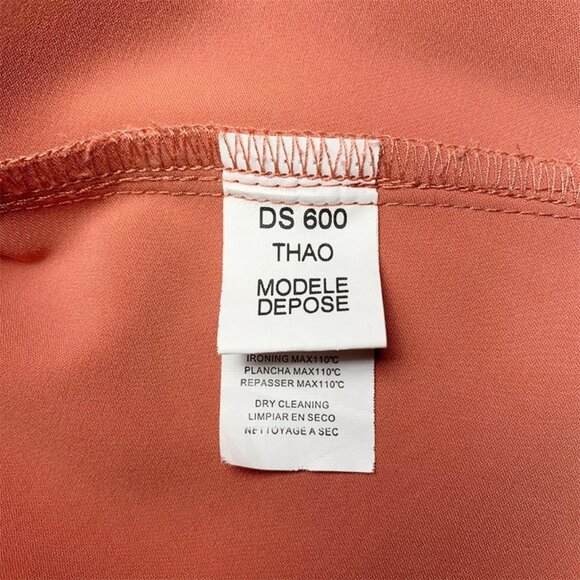 DS 600
THAO
MODELE
DEPOSE
IRONING MAX110℃
PLANCHA MAX110℃
REPASSER MAX110℃
DRY CLEANING
LIMPIAR EN SECO
NETTOYAGE A SEC